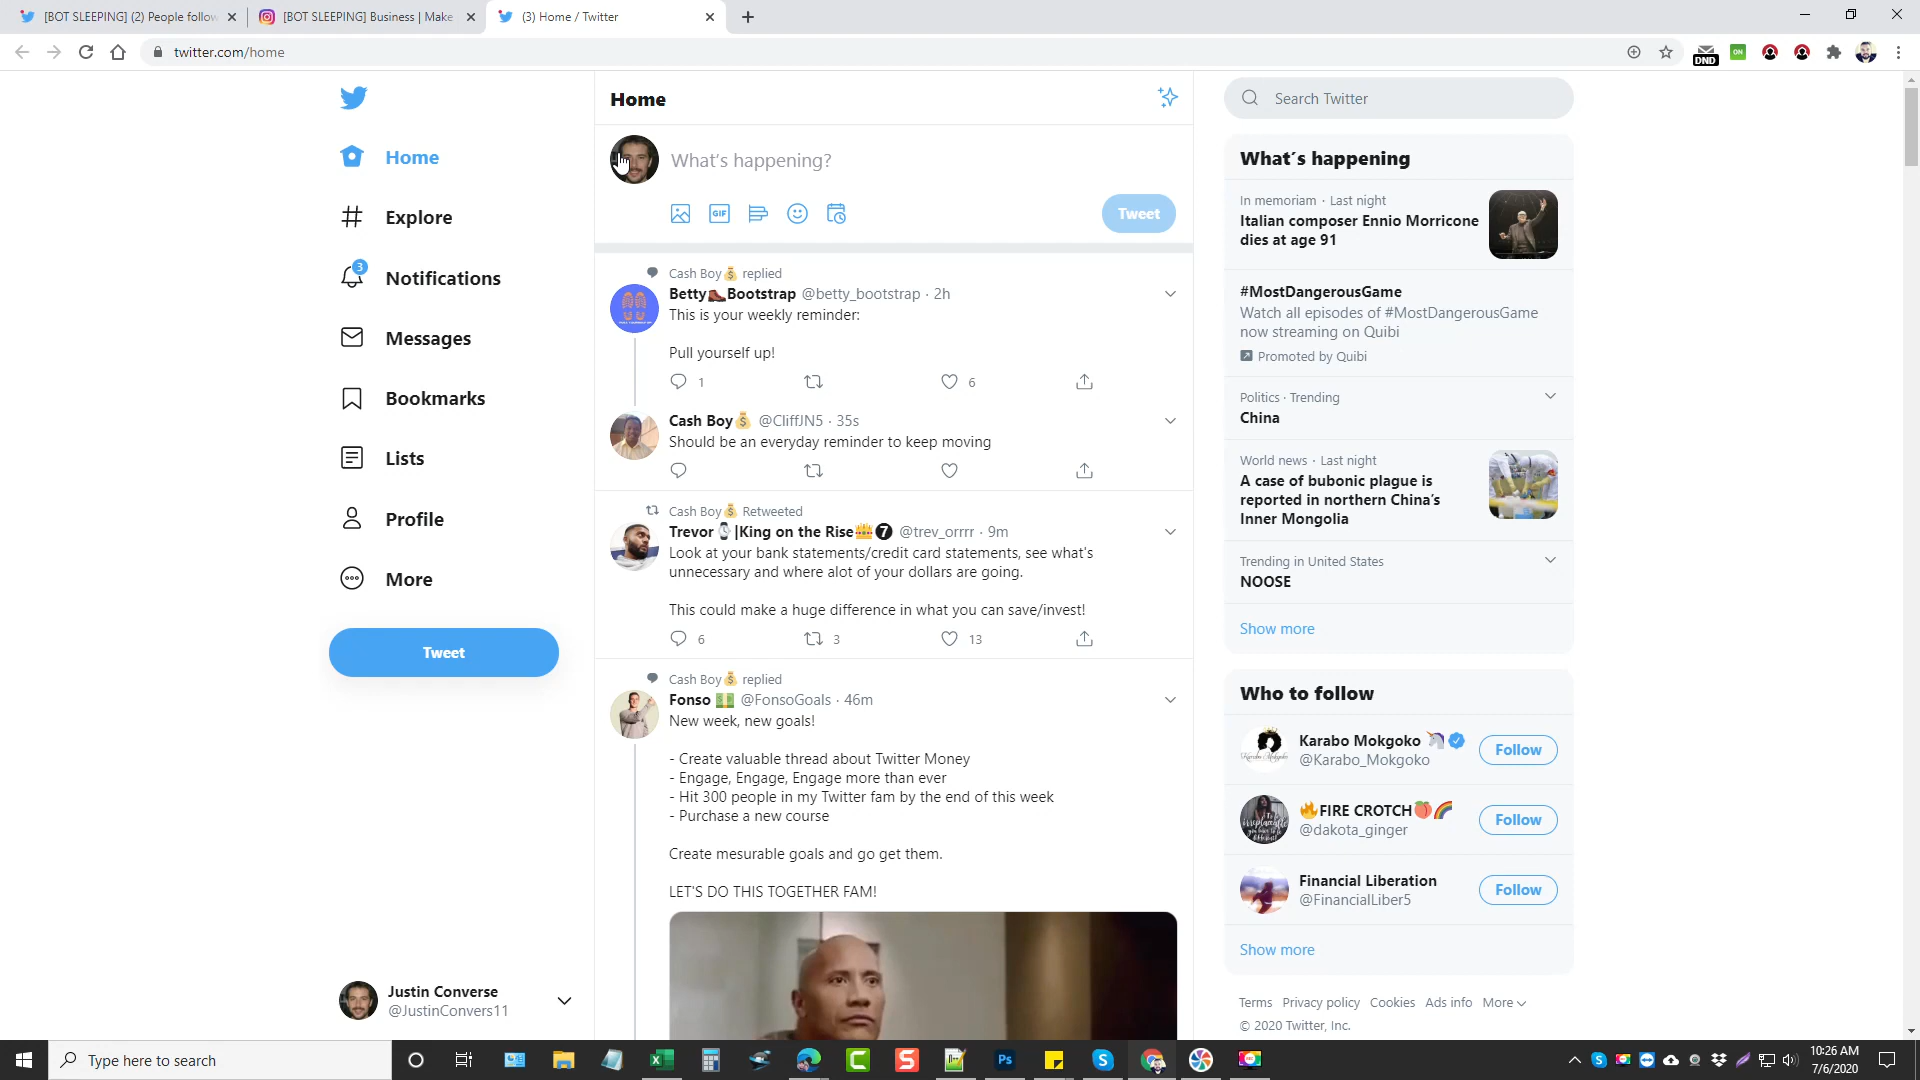 [BOT SLEEPING] (2) People follow
[BOT SLEEPING] Business | Make
(3) Home / Twitter
twitter.com/home
DND
ON
Home
Explore
3
Notifications
Messages
Bookmarks
Lists
Profile
More
Tweet
Justin Converse
@JustinConvers11
Home
What's happening?
GIF
Tweet
Cash Boy💰 replied
Betty🥾Bootstrap @betty_bootstrap · 2h
This is your weekly reminder:
Pull yourself up!
1 6
Cash Boy💰 @CliffJN5 · 35s
Should be an everyday reminder to keep moving
Cash Boy💰 Retweeted
Trevor⌚|King on the Rise👑❼ @trev_orrrr · 9m
Look at your bank statements/credit card statements, see what's
unnecessary and where alot of your dollars are going.
This could make a huge difference in what you can save/invest!
6 3 13
Cash Boy💰 replied
Fonso 💵 @FonsoGoals · 46m
New week, new goals!
- Create valuable thread about Twitter Money
- Engage, Engage, Engage more than ever
- Hit 300 people in my Twitter fam by the end of this week
- Purchase a new course
Create mesurable goals and go get them.
LET'S DO THIS TOGETHER FAM!
Search Twitter
What´s happening
In memoriam · Last night
Italian composer Ennio Morricone
dies at age 91
#MostDangerousGame
Watch all episodes of #MostDangerousGame
now streaming on Quibi
Promoted by Quibi
Politics · Trending
China
World news · Last night
A case of bubonic plague is
reported in northern China's
Inner Mongolia
Trending in United States
NOOSE
Show more
Who to follow
Karabo Mokgoko 🦄
@Karabo_Mokgoko
Follow
🔥FIRE CROTCH🍑🌈
@dakota_ginger
Follow
Financial Liberation
@FinancialLiber5
Follow
Show more
Terms Privacy policy Cookies Ads info More
© 2020 Twitter, Inc.
Type here to search
Ps
10:26 AM
7/6/2020